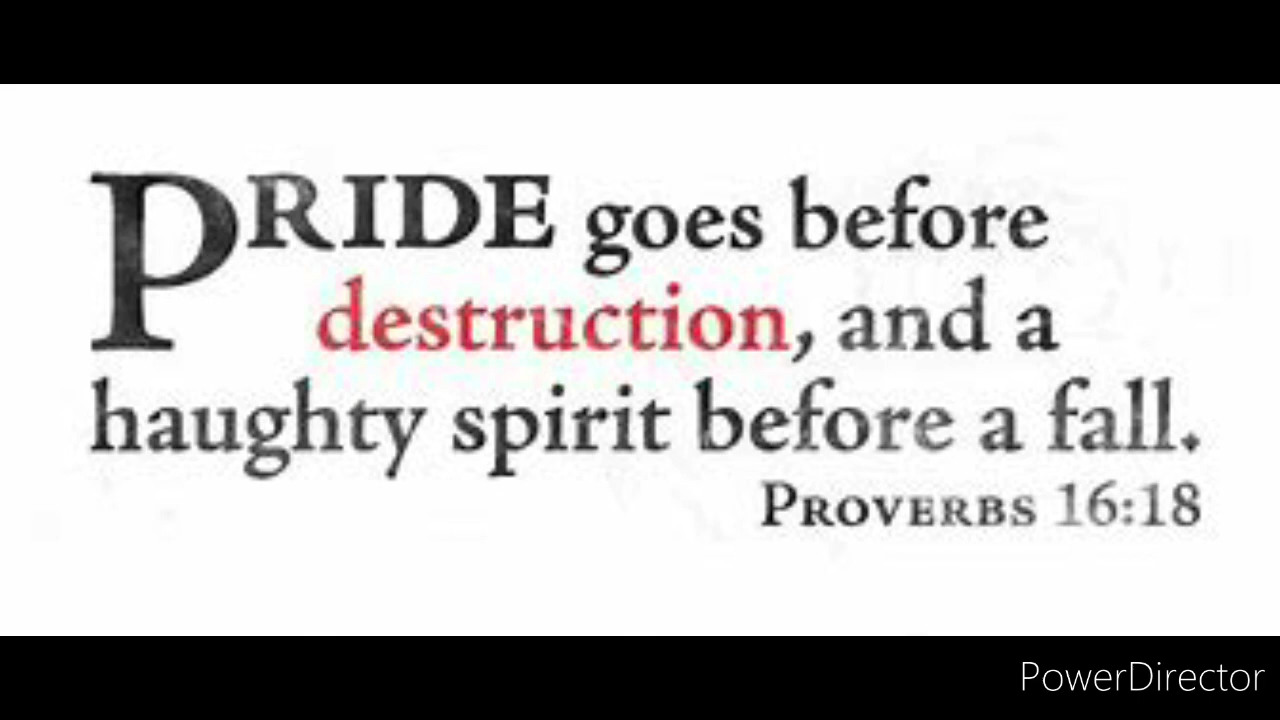 PRIDE goes before
destruction, and a
haughty spirit before a fall.
PROVERBS 16:18
PowerDirector